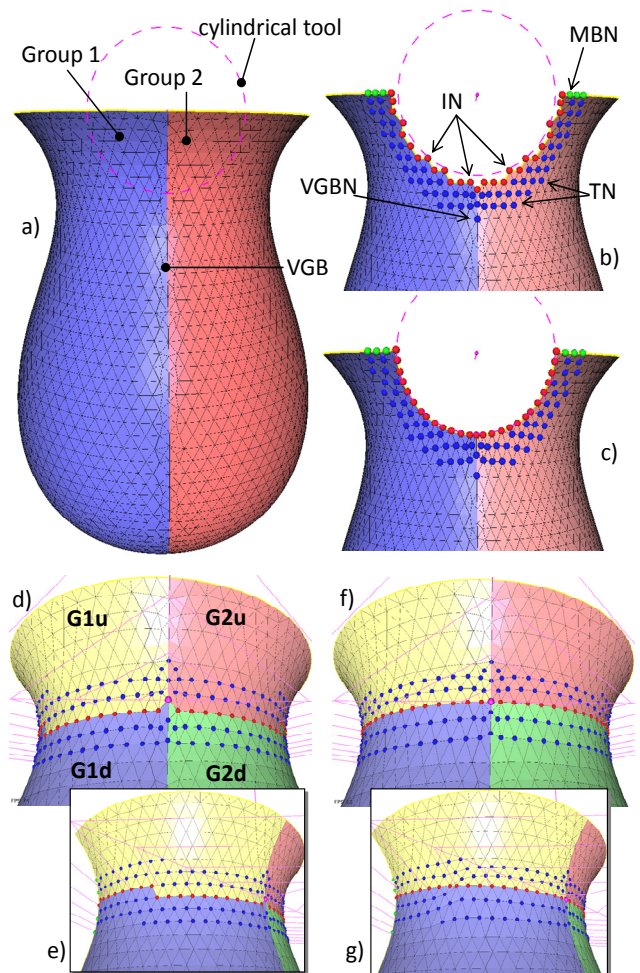 cylindrical tool
Group 1
Group 2
MBN
IN
VGBN
TN
a)
b)
VGB
c)
d)
f)
G1u
G2u
G1d
G2d
e)
g)